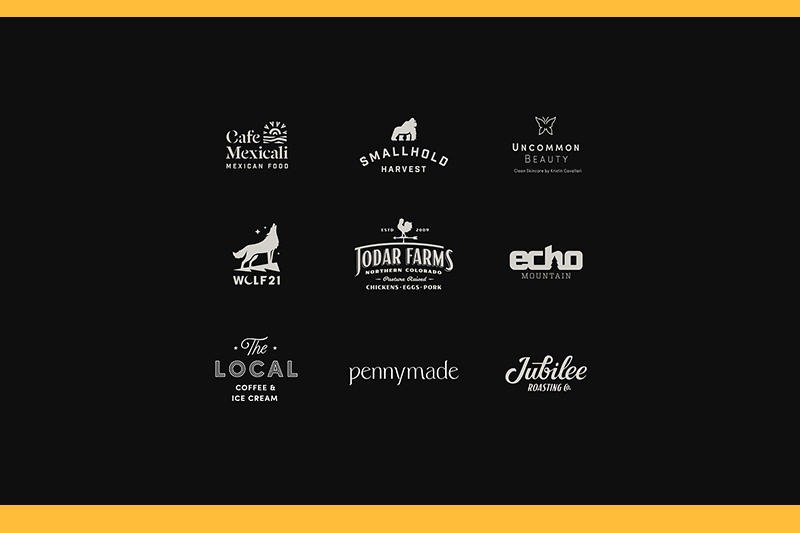 Cafe
Mexicali
MEXICAN FOOD
SMALLHOLD
HARVEST
UNCOMMON
BEAUTY
Clean Skincare by Kristin Cavallari
WOLF21
ESTD 2009
JODAR FARMS
NORTHERN COLORADO
Pasture Raised
CHICKENS · EGGS · PORK
echo
MOUNTAIN
The
LOCAL
COFFEE &
ICE CREAM
pennymade
Jubilee
ROASTING Co.